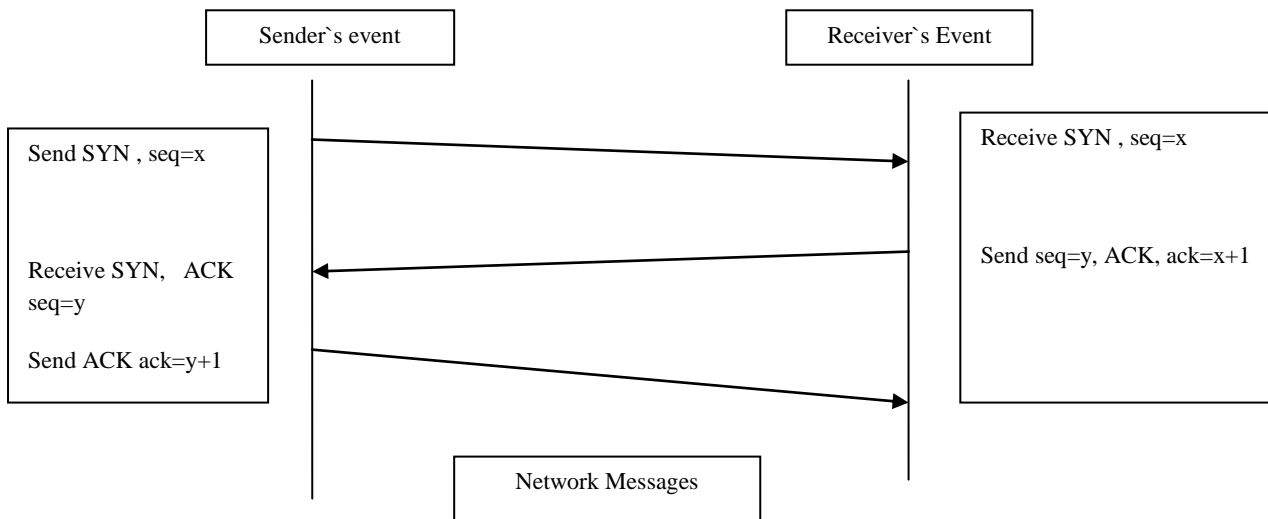 Sender`s event
Receiver`s Event
Send SYN , seq=x
Receive SYN, ACK
seq=y
Send ACK ack=y+1
Receive SYN , seq=x
Send seq=y, ACK, ack=x+1
Network Messages